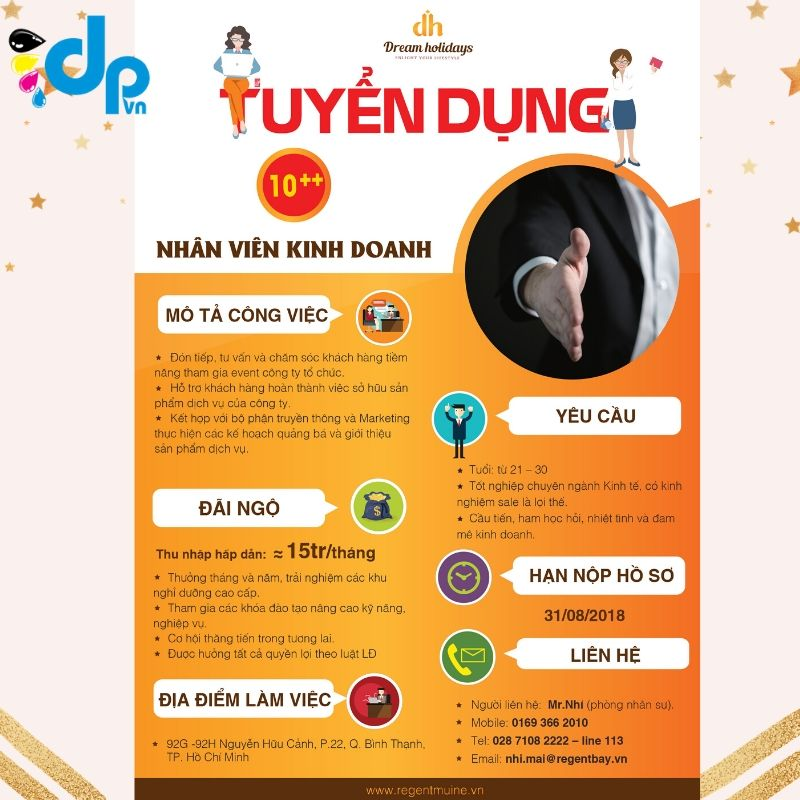 dp
vn
dh
Dream holidays
ENLIGHT YOUR LIFESTYLE
TUYỂN DỤNG
10++
NHÂN VIÊN KINH DOANH
MÔ TẢ CÔNG VIỆC
★ Đón tiếp, tư vấn và chăm sóc khách hàng tiềm
năng tham gia event công ty tổ chức.
★ Hỗ trợ khách hàng hoàn thành việc sở hữu sản
phẩm dịch vụ của công ty.
★ Kết hợp với bộ phận truyền thông và Marketing
thực hiện các kế hoạch quảng bá và giới thiệu
sản phẩm dịch vụ.
ĐÃI NGỘ
Thu nhập hấp dẫn: ≈ 15tr/tháng
★ Thưởng tháng và năm, trải nghiệm các khu
nghỉ dưỡng cao cấp.
★ Tham gia các khóa đào tạo nâng cao kỹ năng,
nghiệp vụ.
★ Cơ hội thăng tiến trong tương lai.
★ Được hưởng tất cả quyền lợi theo luật LĐ
ĐỊA ĐIỂM LÀM VIỆC
★ 92G -92H Nguyễn Hữu Cảnh, P.22, Q. Bình Thạnh,
TP. Hồ Chí Minh
YÊU CẦU
★ Tuổi: từ 21 – 30
★ Tốt nghiệp chuyên ngành Kinh tế, có kinh
nghiệm sale là lợi thế.
★ Cầu tiến, ham học hỏi, nhiệt tình và đam
mê kinh doanh.
HẠN NỘP HỒ SƠ
31/08/2018
LIÊN HỆ
★ Người liên hệ: Mr.Nhí (phòng nhân sự).
★ Mobile: 0169 366 2010
★ Tel: 028 7108 2222 – line 113
★ Email: nhi.mai@regentbay.vn
www.regentmuine.vn